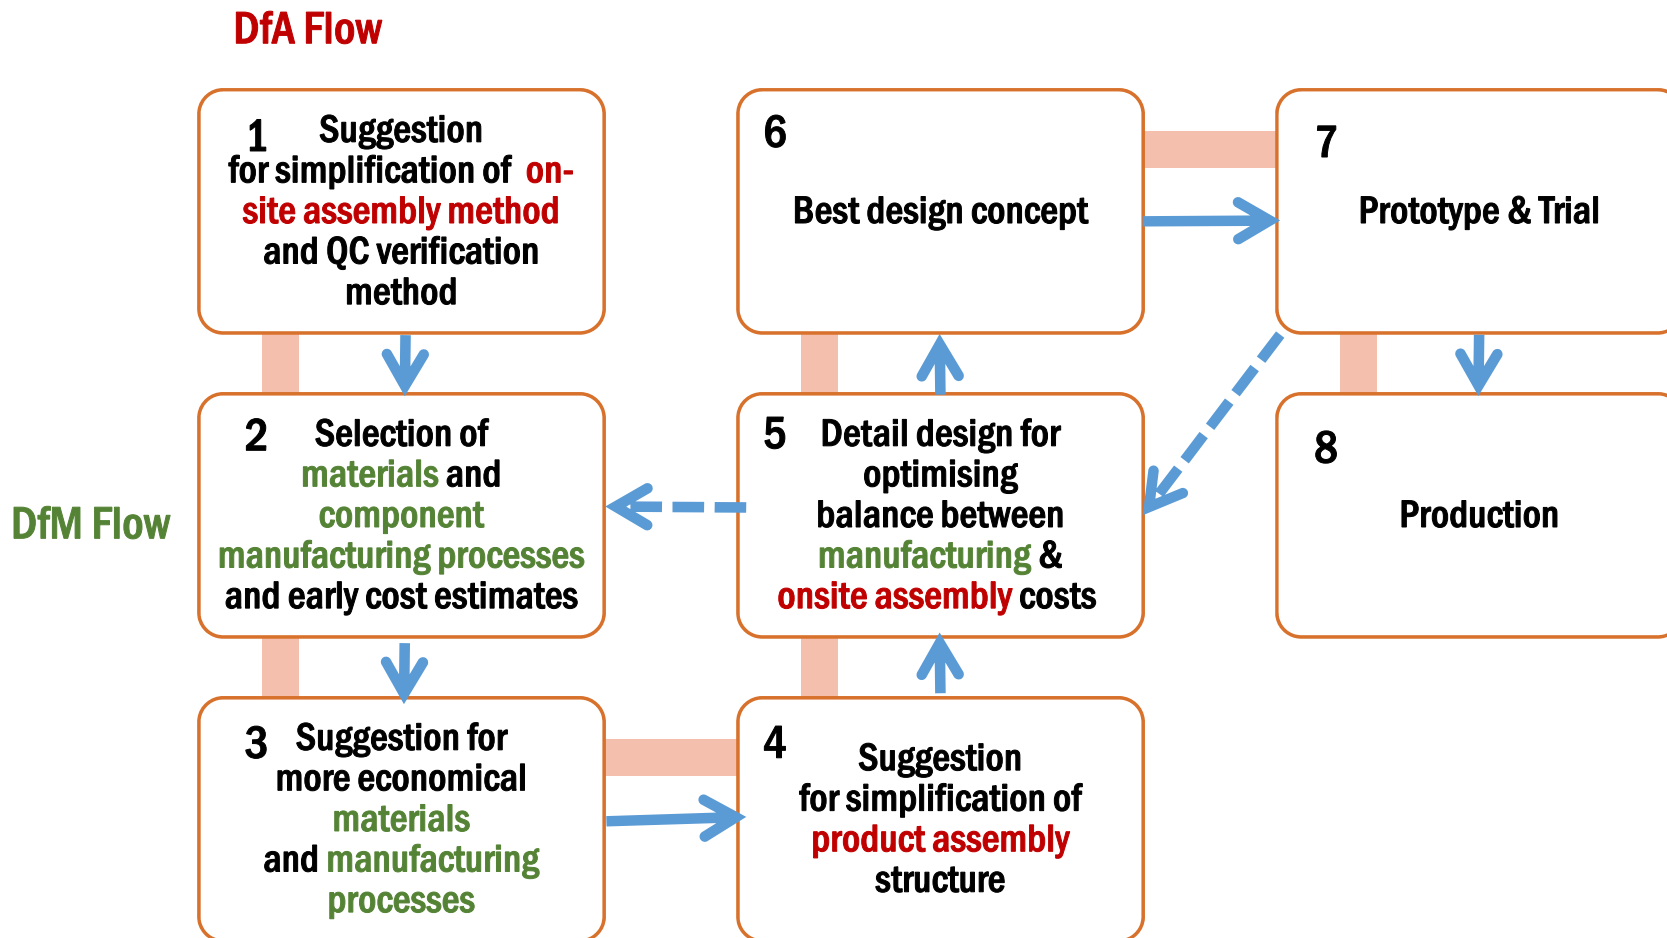 DfA Flow
1
Suggestion
for simplification of on-
site assembly method
and QC verification
method
DfM Flow
2
Selection of
materials and
component
manufacturing processes
and early cost estimates
3
Suggestion for
more economical
materials
and manufacturing
processes
4
Suggestion
for simplification of
product assembly
structure
5
Detail design for
optimising
balance between
manufacturing &
onsite assembly costs
6
Best design concept
7
Prototype & Trial
8
Production